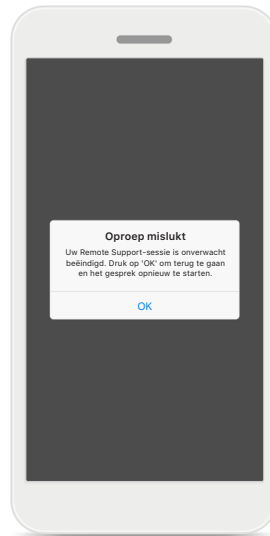 Oproep mislukt
Uw Remote Support-sessie is onverwacht
beëindigd. Druk op 'OK' om terug te gaan
en het gesprek opnieuw te starten.
OK